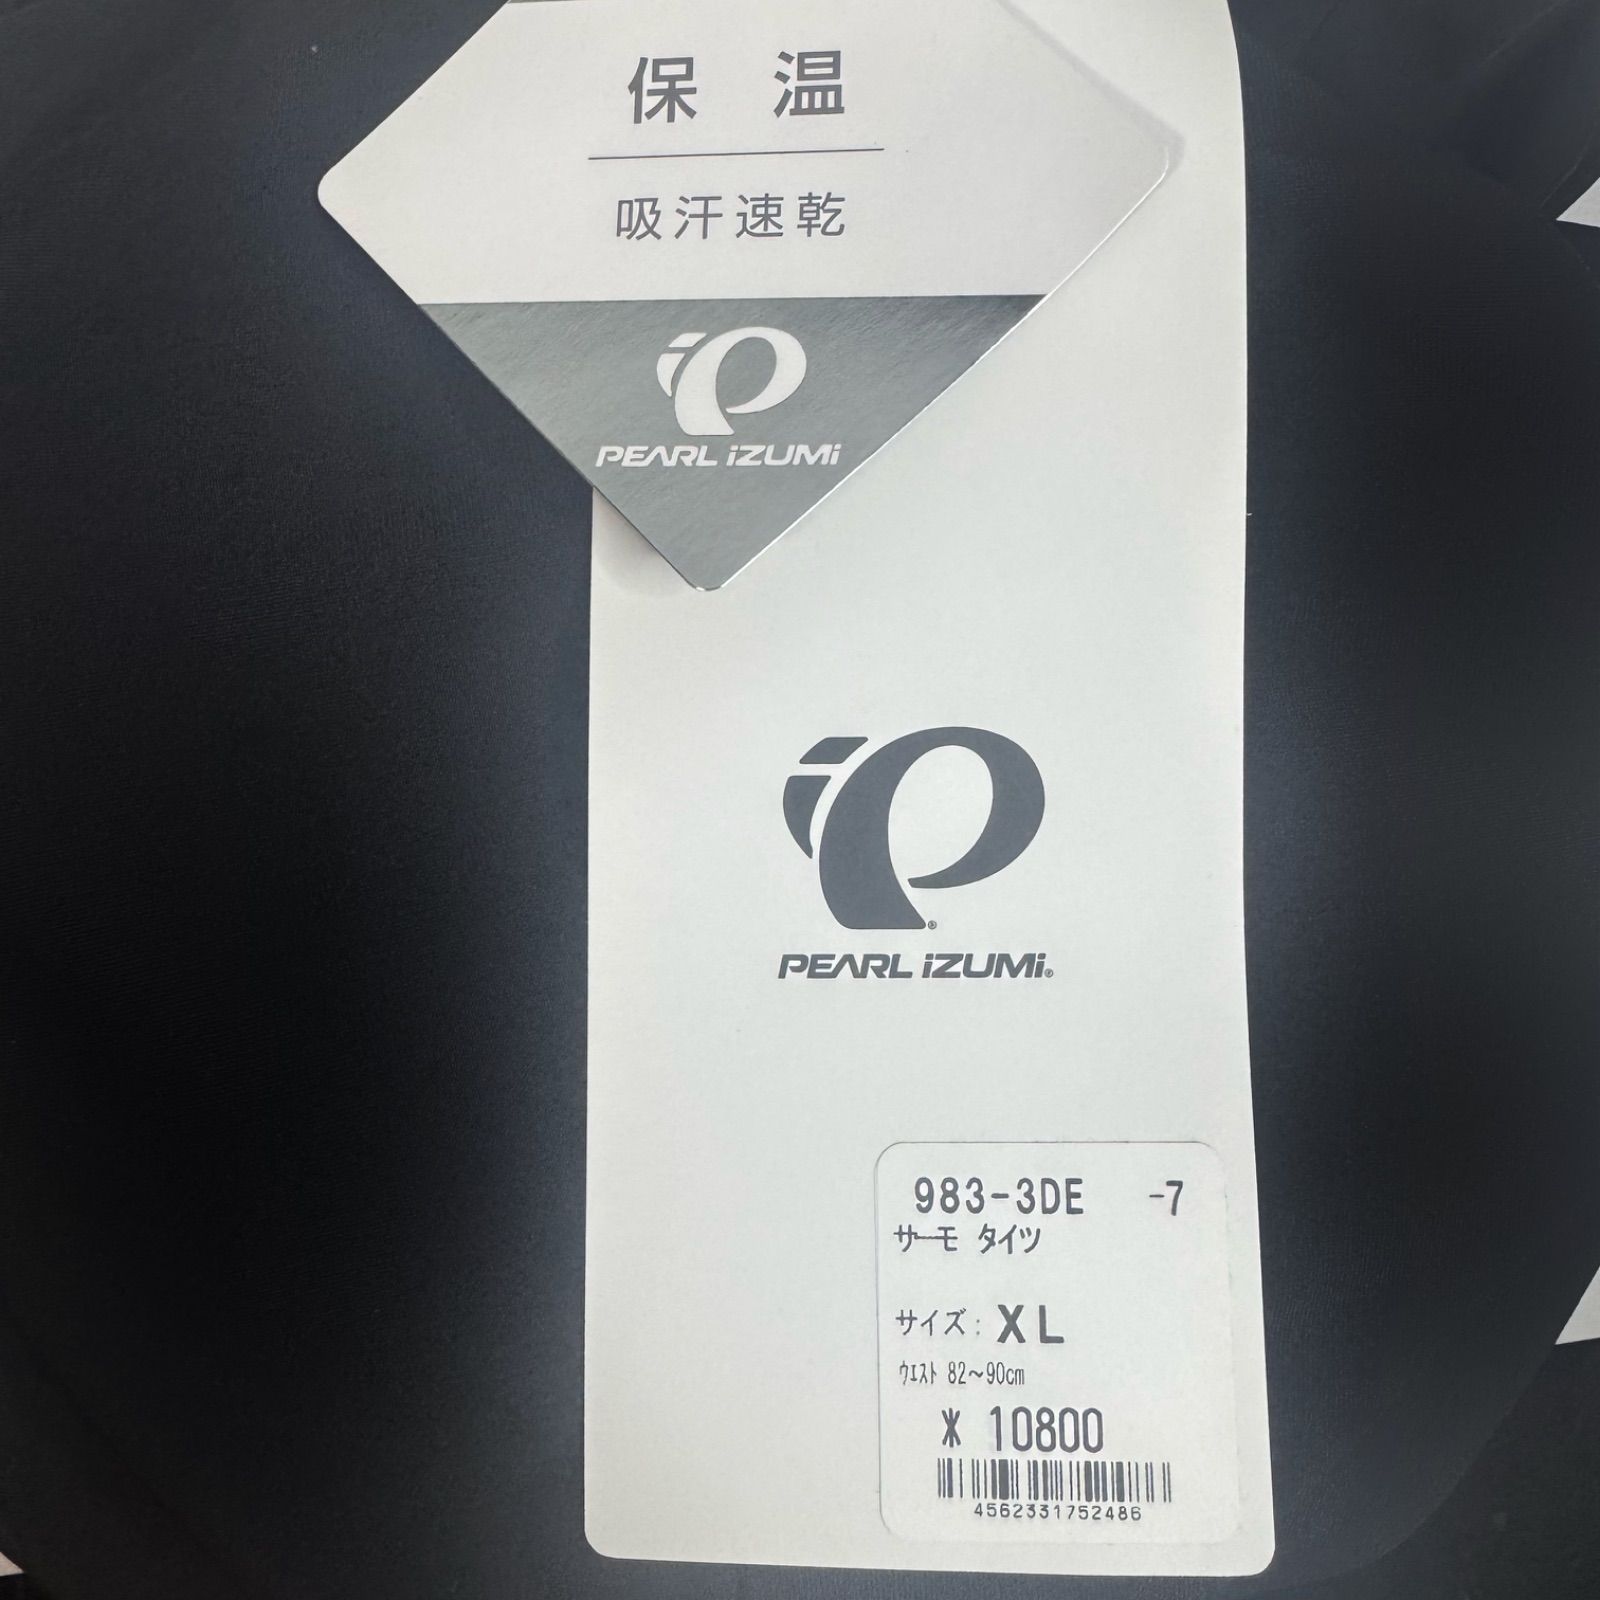 保温
吸汗速乾
PEARL iZUMi
PEARL iZUMi®
983-3DE -7
サーモ タイツ
サイズ: XL
ウエスト 82~90cm
* 10800
4562331752486